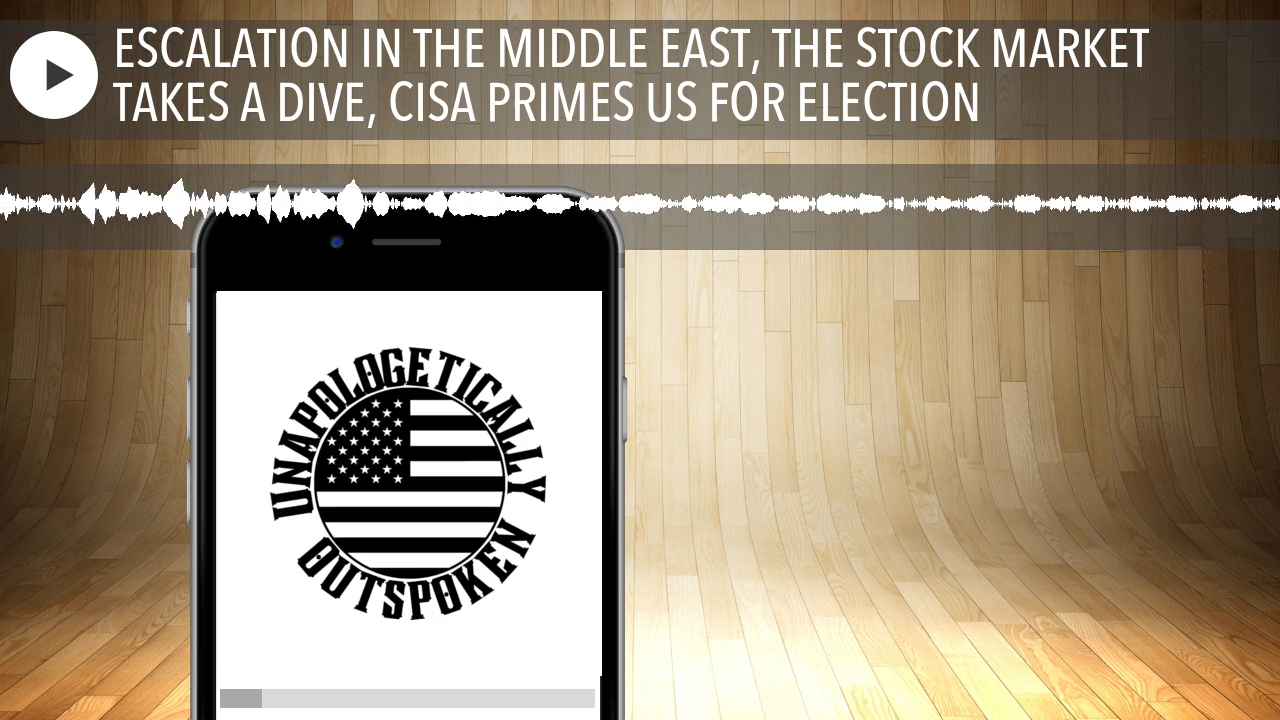 ESCALATION IN THE MIDDLE EAST, THE STOCK MARKET
TAKES A DIVE, CISA PRIMES US FOR ELECTION
UNAPOLOGETICALLY
OUTSPOKEN